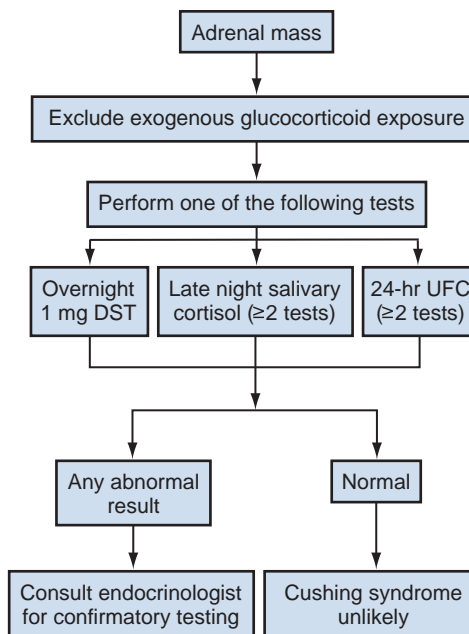 Adrenal mass
Exclude exogenous glucocorticoid exposure
Perform one of the following tests
Overnight
1 mg DST
Late night salivary
cortisol (≥2 tests)
24-hr UFC
(≥2 tests)
Any abnormal
result
Normal
Consult endocrinologist
for confirmatory testing
Cushing syndrome
unlikely